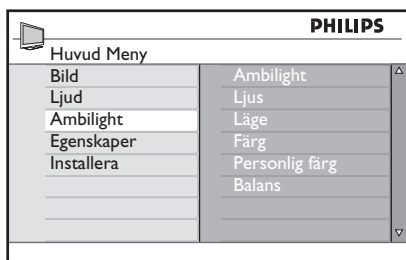 PHILIPS
Huvud Meny
Bild
Ljud
Ambilight
Egenskaper
Installera
Ambilight
Ljus
Läge
Färg
Personlig färg
Balans